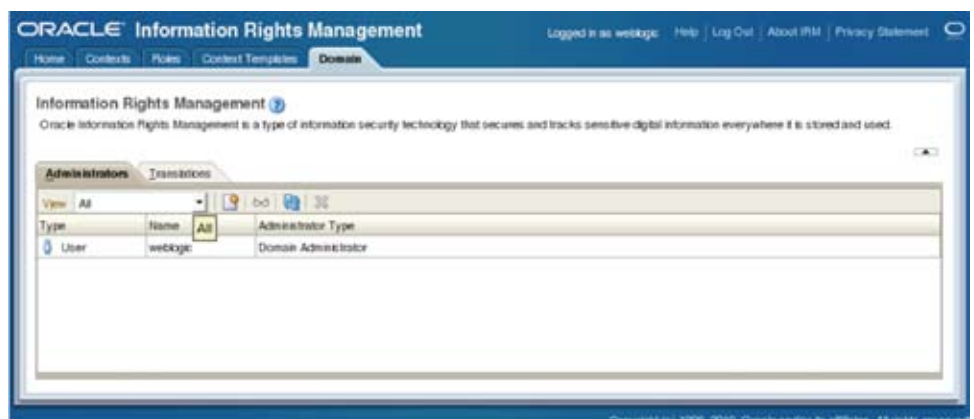 ORACLE Information Rights Management
Logged in as weblogic Help Log Out About IRM Privacy Statement
Home Contexts Roles Context Templates Domain
Information Rights Management
Oracle Information Rights Management is a type of information security technology that secures and tracks sensitive digital information everywhere it is stored and used.
Administrators Translations
View All
Type Name Administrator Type
All
User weblogic Domain Administrator